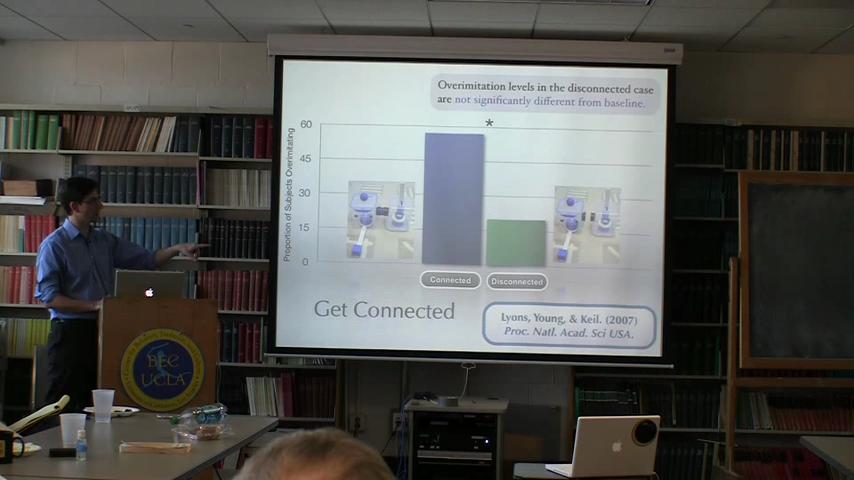 Overimitation levels in the disconnected case
are not significantly different from baseline.
*
60
45
30
15
0
Proportion of Subjects Overimitating
Connected
Disconnected
Get Connected
Lyons, Young, & Keil. (2007)
Proc. Natl. Acad. Sci USA.
BEC
UCLA